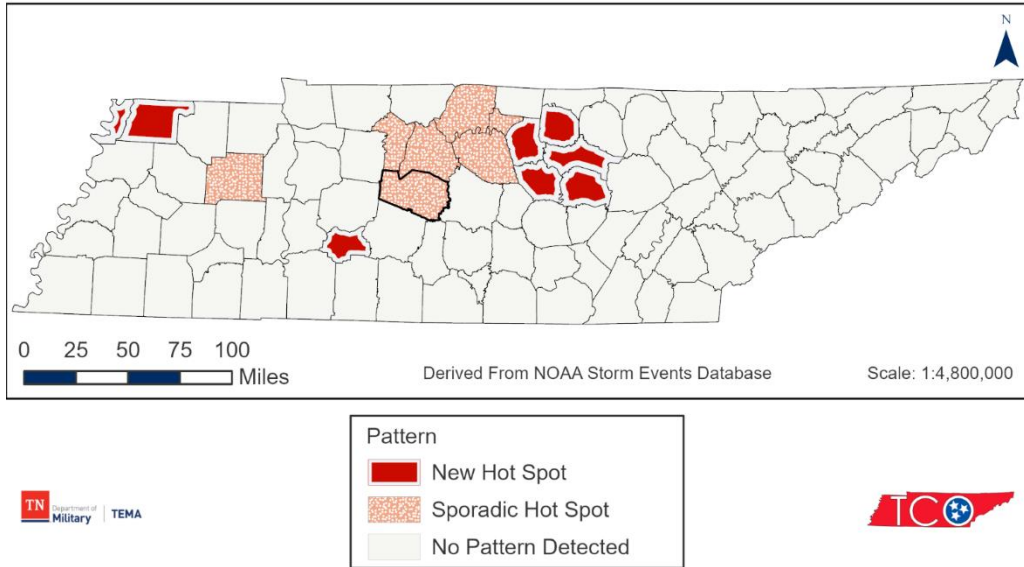 N
0 25 50 75 100
Miles
Derived From NOAA Storm Events Database
Scale: 1:4,800,000
Pattern
New Hot Spot
Sporadic Hot Spot
No Pattern Detected
TN
Department of
Military
TEMA
TCO